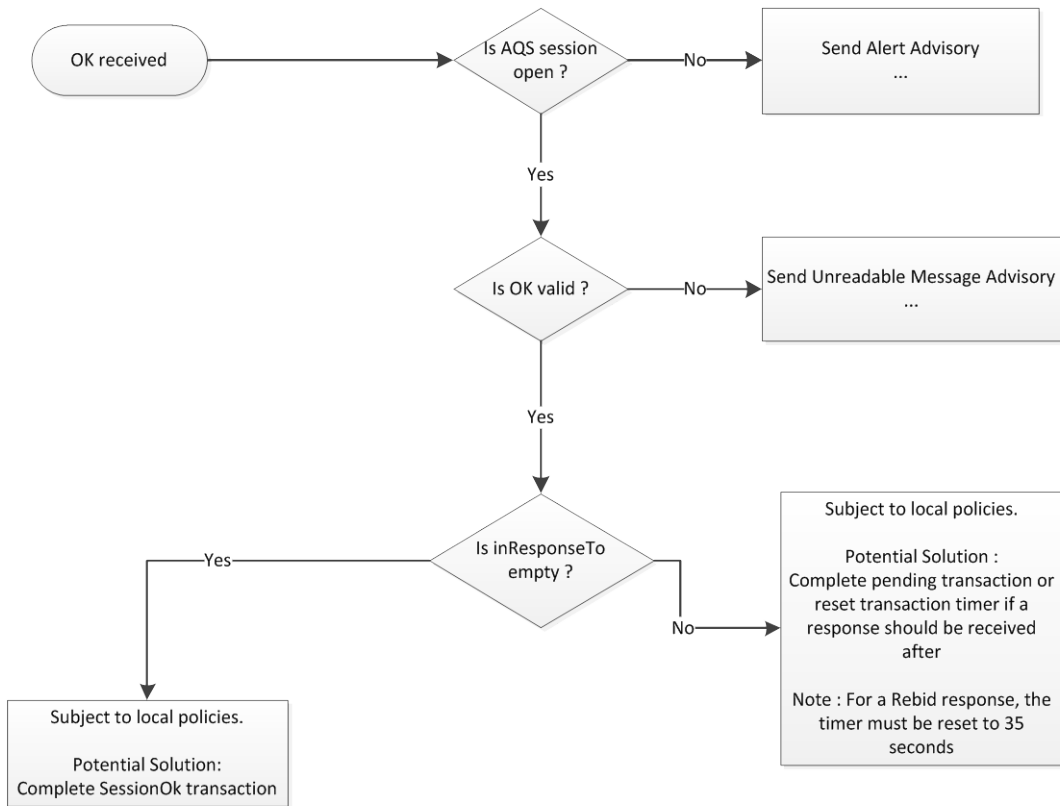 OK received
Is AQS session
open ?
No
Send Alert Advisory
...
Yes
Is OK valid ?
No
Send Unreadable Message Advisory
...
Yes
Is inResponseTo
empty ?
Yes
No
Subject to local policies.
Potential Solution :
Complete pending transaction or
reset transaction timer if a
response should be received
after
Note : For a Rebid response, the
timer must be reset to 35
seconds
Subject to local policies.
Potential Solution:
Complete SessionOk transaction